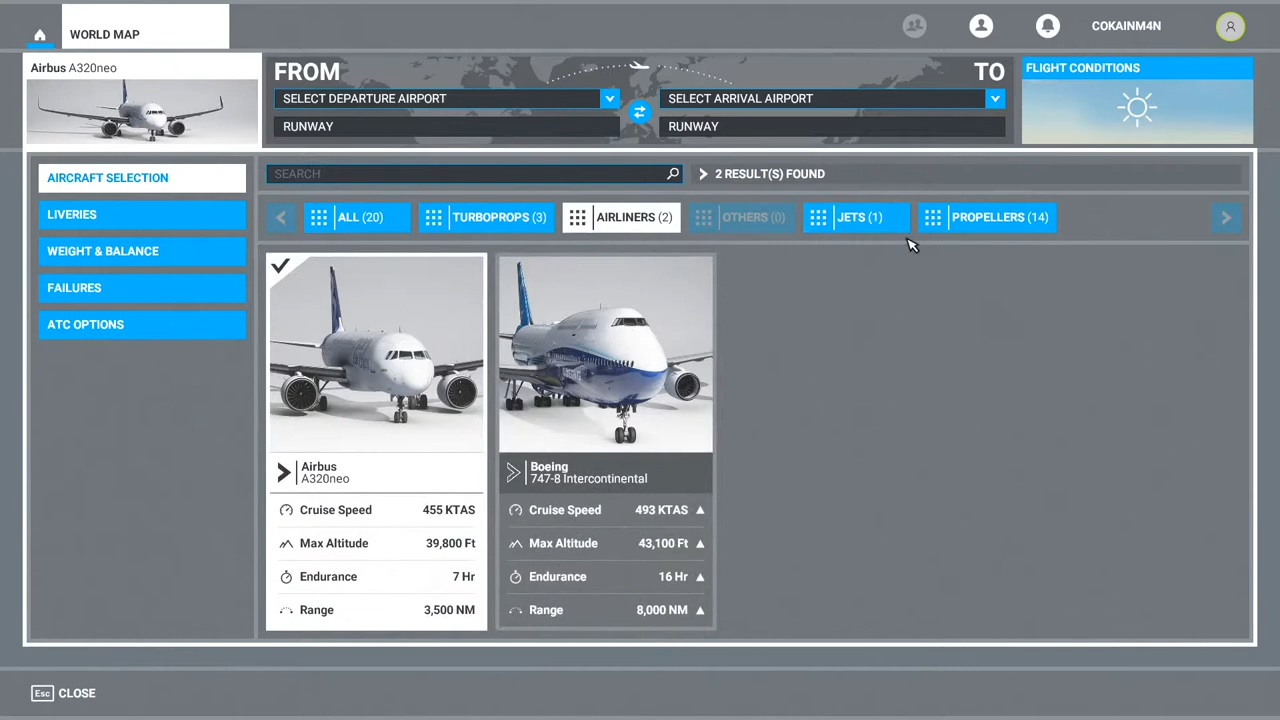 WORLD MAP
COKAINM4N
Airbus A320neo
FROM
TO
SELECT DEPARTURE AIRPORT
SELECT ARRIVAL AIRPORT
RUNWAY
RUNWAY
FLIGHT CONDITIONS
AIRCRAFT SELECTION
LIVERIES
WEIGHT & BALANCE
FAILURES
ATC OPTIONS
SEARCH
2 RESULT(S) FOUND
ALL (20)
TURBOPROPS (3)
AIRLINERS (2)
OTHERS (0)
JETS (1)
PROPELLERS (14)
Airbus
A320neo
Cruise Speed 455 KTAS
Max Altitude 39,800 Ft
Endurance 7 Hr
Range 3,500 NM
Boeing
747-8 Intercontinental
Cruise Speed 493 KTAS
Max Altitude 43,100 Ft
Endurance 16 Hr
Range 8,000 NM
Esc CLOSE